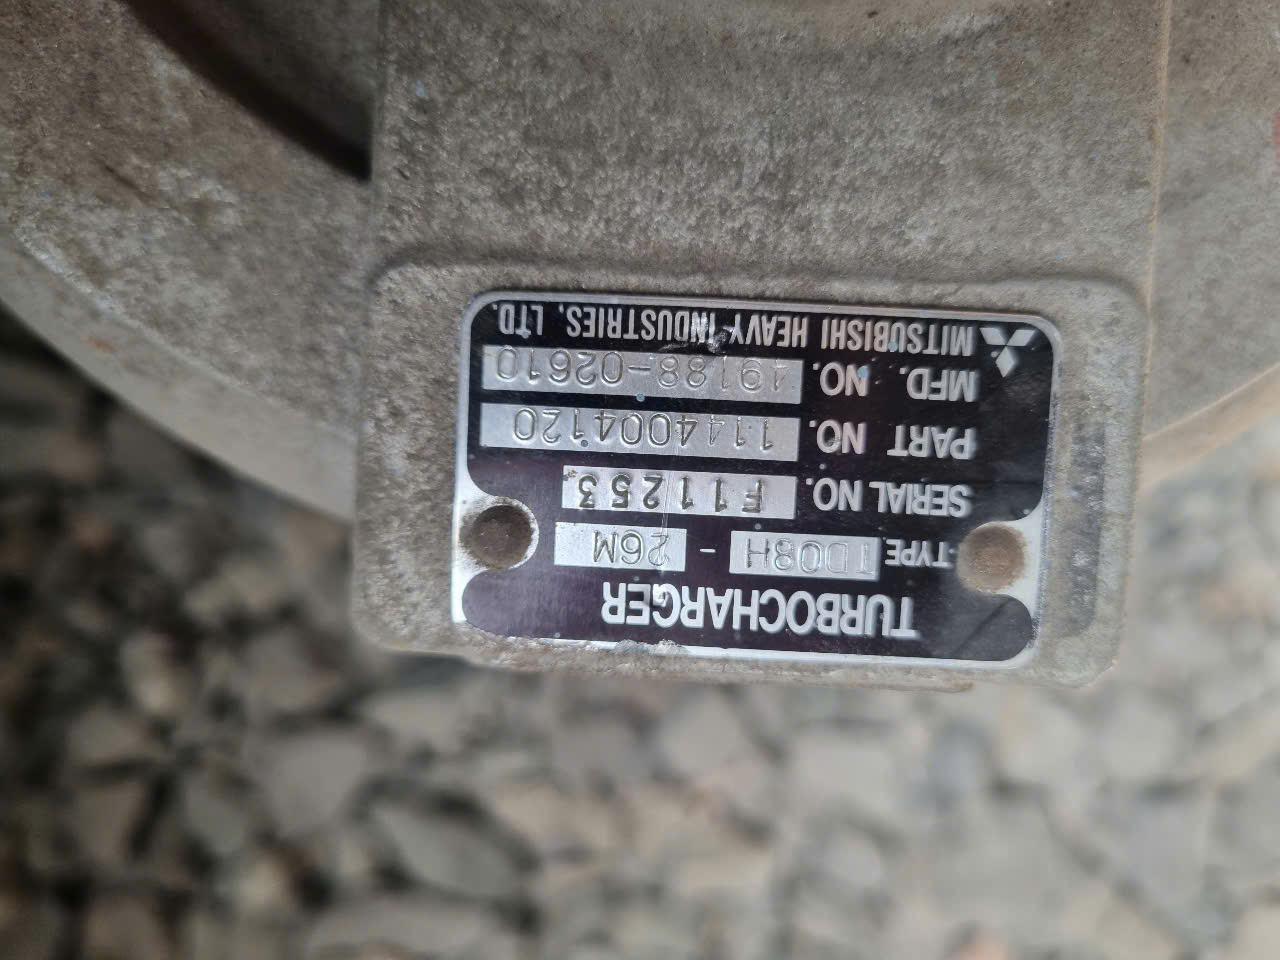 TURBOCHARGER
TYPE TD08H - 26M
SERIAL NO. F11253
PART NO. 1144004120
MFD. NO. 49188-02610
MITSUBISHI HEAVY INDUSTRIES, LTD.